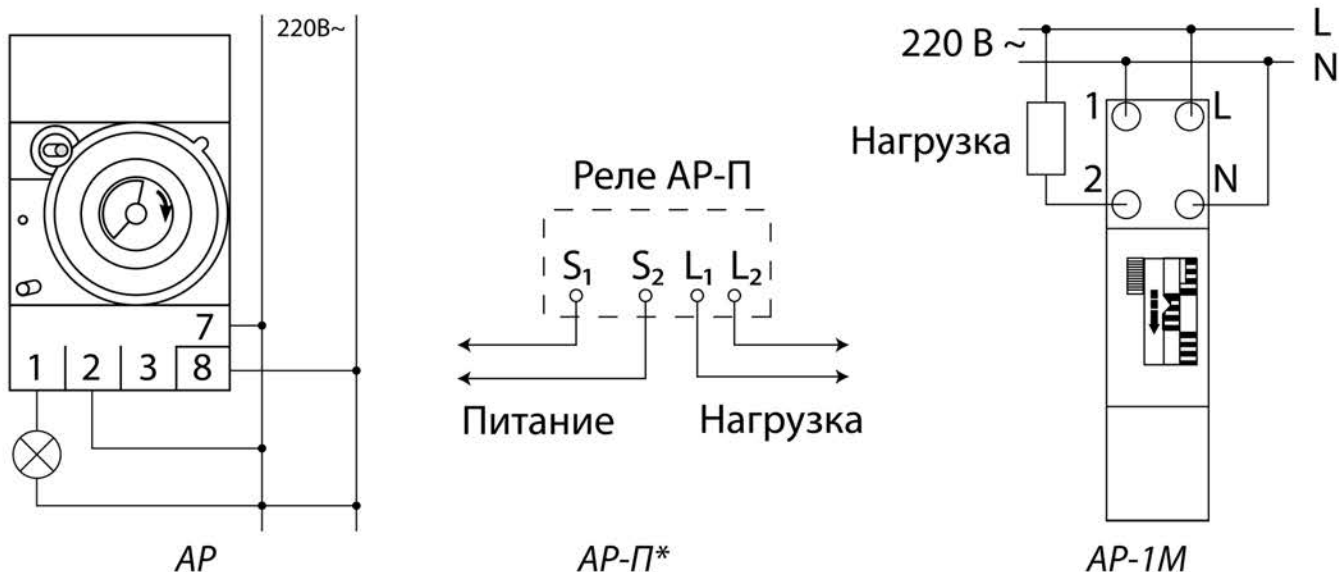 220В~
7
1 2 3 8
АР
Реле АР-П
S₁ S₂ L₁ L₂
Питание Нагрузка
АР-П*
L
220 В ~
N
1 L
Нагрузка
2 N
АР-1М